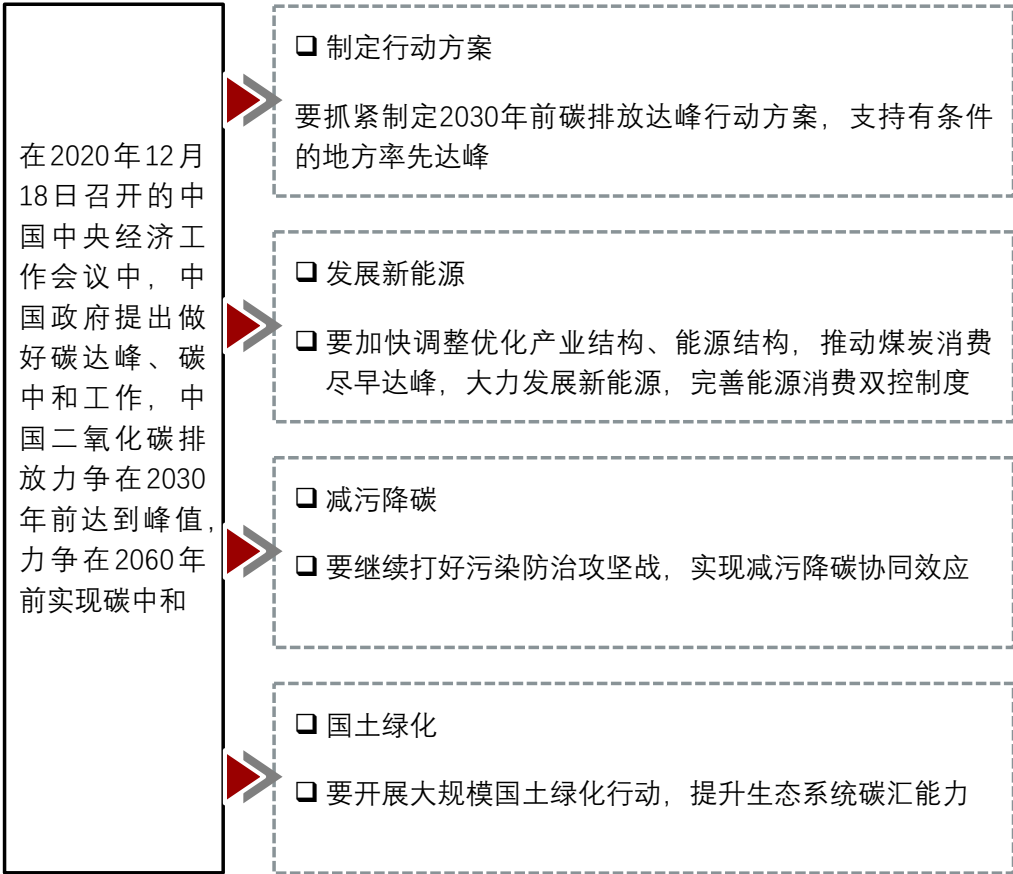 在2020年12月
18日召开的中
国中央经济工
作会议中，中
国政府提出做
好碳达峰、碳
中和工作，中
国二氧化碳排
放力争在2030
年前达到峰值，
力争在2060年
前实现碳中和
❑ 制定行动方案
要抓紧制定2030年前碳排放达峰行动方案，支持有条件
的地方率先达峰
❑ 发展新能源
❑ 要加快调整优化产业结构、能源结构，推动煤炭消费
尽早达峰，大力发展新能源，完善能源消费双控制度
❑ 减污降碳
❑ 要继续打好污染防治攻坚战，实现减污降碳协同效应
❑ 国土绿化
❑ 要开展大规模国土绿化行动，提升生态系统碳汇能力